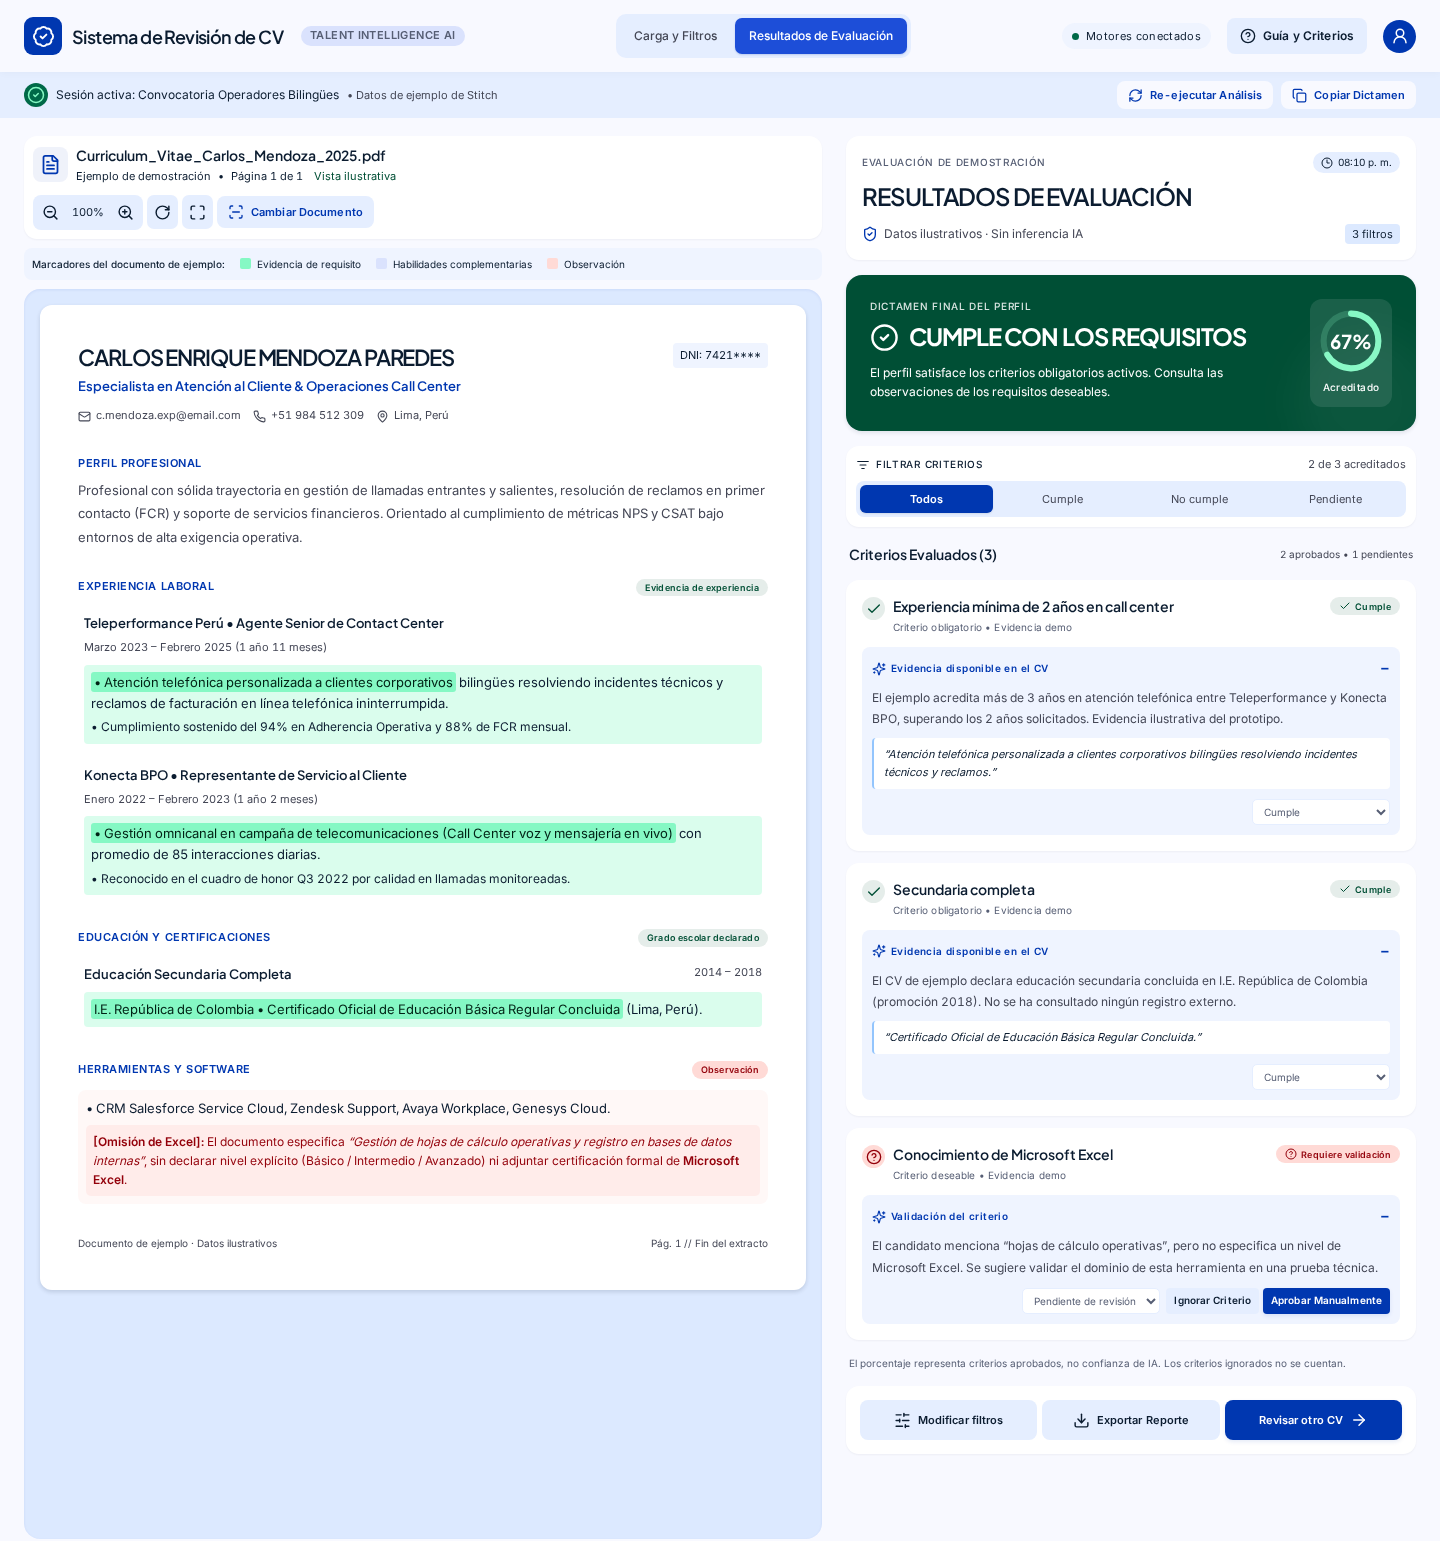 Sistema de Revisión de CV
TALENT INTELLIGENCE AI
Carga y Filtros
Resultados de Evaluación
Motores conectados
Guía y Criterios
Sesión activa: Convocatoria Operadores Bilingües • Datos de ejemplo de Stitch
Re-ejecutar Análisis
Copiar Dictamen
Curriculum_Vitae_Carlos_Mendoza_2025.pdf
Ejemplo de demostración • Página 1 de 1 Vista ilustrativa
100%
Cambiar Documento
Marcadores del documento de ejemplo:
Evidencia de requisito
Habilidades complementarias
Observación
CARLOS ENRIQUE MENDOZA PAREDES
DNI: 7421****
Especialista en Atención al Cliente & Operaciones Call Center
c.mendoza.exp@email.com
+51 984 512 309
Lima, Perú
PERFIL PROFESIONAL
Profesional con sólida trayectoria en gestión de llamadas entrantes y salientes, resolución de reclamos en primer
contacto (FCR) y soporte de servicios financieros. Orientado al cumplimiento de métricas NPS y CSAT bajo
entornos de alta exigencia operativa.
EXPERIENCIA LABORAL
Evidencia de experiencia
Teleperformance Perú • Agente Senior de Contact Center
Marzo 2023 – Febrero 2025 (1 año 11 meses)
• Atención telefónica personalizada a clientes corporativos bilingües resolviendo incidentes técnicos y
reclamos de facturación en línea telefónica ininterrumpida.
• Cumplimiento sostenido del 94% en Adherencia Operativa y 88% de FCR mensual.
Konecta BPO • Representante de Servicio al Cliente
Enero 2022 – Febrero 2023 (1 año 2 meses)
• Gestión omnicanal en campaña de telecomunicaciones (Call Center voz y mensajería en vivo) con
promedio de 85 interacciones diarias.
• Reconocido en el cuadro de honor Q3 2022 por calidad en llamadas monitoreadas.
EDUCACIÓN Y CERTIFICACIONES
Grado escolar declarado
Educación Secundaria Completa
2014 – 2018
I.E. República de Colombia • Certificado Oficial de Educación Básica Regular Concluida (Lima, Perú).
HERRAMIENTAS Y SOFTWARE
Observación
• CRM Salesforce Service Cloud, Zendesk Support, Avaya Workplace, Genesys Cloud.
[Omisión de Excel]: El documento especifica “Gestión de hojas de cálculo operativas y registro en bases de datos
internas”, sin declarar nivel explícito (Básico / Intermedio / Avanzado) ni adjuntar certificación formal de Microsoft
Excel.
Documento de ejemplo · Datos ilustrativos
Pág. 1 // Fin del extracto
EVALUACIÓN DE DEMOSTRACIÓN
08:10 p. m.
RESULTADOS DE EVALUACIÓN
Datos ilustrativos · Sin inferencia IA
3 filtros
DICTAMEN FINAL DEL PERFIL
CUMPLE CON LOS REQUISITOS
El perfil satisface los criterios obligatorios activos. Consulta las
observaciones de los requisitos deseables.
67%
Acreditado
FILTRAR CRITERIOS
2 de 3 acreditados
Todos
Cumple
No cumple
Pendiente
Criterios Evaluados (3)
2 aprobados • 1 pendientes
Experiencia mínima de 2 años en call center
Cumple
Criterio obligatorio • Evidencia demo
Evidencia disponible en el CV
−
El ejemplo acredita más de 3 años en atención telefónica entre Teleperformance y Konecta
BPO, superando los 2 años solicitados. Evidencia ilustrativa del prototipo.
“Atención telefónica personalizada a clientes corporativos bilingües resolviendo incidentes
técnicos y reclamos.”
Cumple
Secundaria completa
Cumple
Criterio obligatorio • Evidencia demo
Evidencia disponible en el CV
−
El CV de ejemplo declara educación secundaria concluida en I.E. República de Colombia
(promoción 2018). No se ha consultado ningún registro externo.
“Certificado Oficial de Educación Básica Regular Concluida.”
Cumple
Conocimiento de Microsoft Excel
Requiere validación
Criterio deseable • Evidencia demo
Validación del criterio
−
El candidato menciona “hojas de cálculo operativas”, pero no especifica un nivel de
Microsoft Excel. Se sugiere validar el dominio de esta herramienta en una prueba técnica.
Pendiente de revisión
Ignorar Criterio
Aprobar Manualmente
El porcentaje representa criterios aprobados, no confianza de IA. Los criterios ignorados no se cuentan.
Modificar filtros
Exportar Reporte
Revisar otro CV